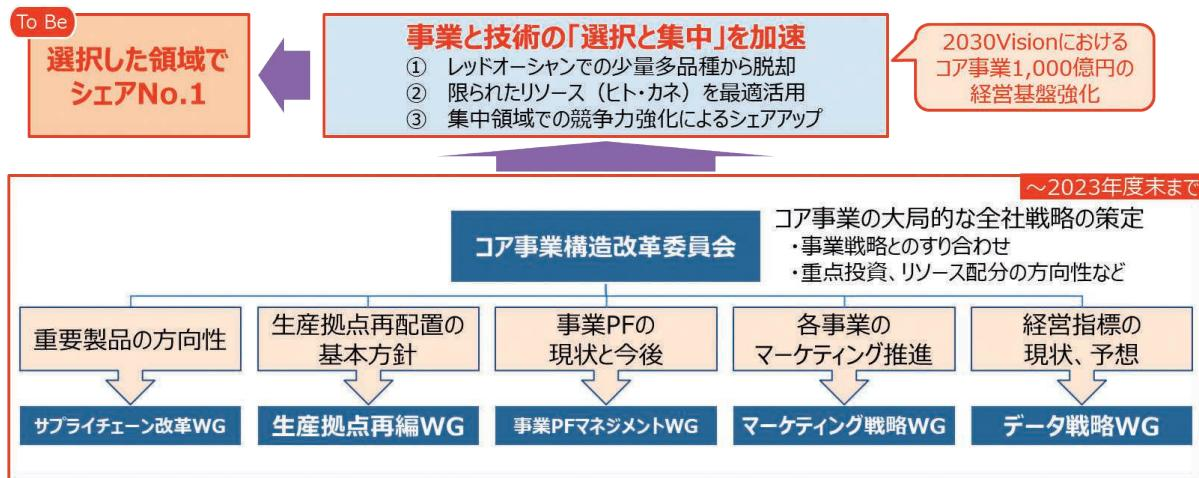 To Be
選択した領域で
シェアNo.1
事業と技術の「選択と集中」を加速
① レッドオーシャンでの少量多品種から脱却
② 限られたリソース（ヒト・カネ）を最適活用
③ 集中領域での競争力強化によるシェアアップ
2030Visionにおける
コア事業1,000億円の
経営基盤強化
～2023年度末まで
コア事業構造改革委員会
コア事業の大局的な全社戦略の策定
・事業戦略とのすり合わせ
・重点投資、リソース配分の方向性など
重要製品の方向性
生産拠点再配置の
基本方針
事業PFの
現状と今後
各事業の
マーケティング推進
経営指標の
現状、予想
サプライチェーン改革WG
生産拠点再編WG
事業PFマネジメントWG
マーケティング戦略WG
データ戦略WG